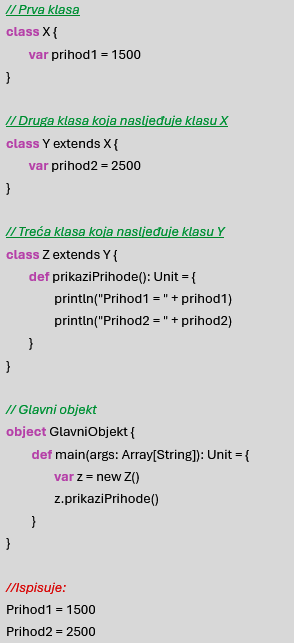 // Prva klasa
class X {
var prihod1 = 1500
}
// Druga klasa koja nasljeđuje klasu X
class Y extends X {
var prihod2 = 2500
}
// Treća klasa koja nasljeđuje klasu Y
class Z extends Y {
def prikaziPrihode(): Unit = {
println("Prihod1 = " + prihod1)
println("Prihod2 = " + prihod2)
}
}
// Glavni objekt
object GlavniObjekt {
def main(args: Array[String]): Unit = {
var z = new Z()
z.prikaziPrihode()
}
}
//Ispisuje:
Prihod1 = 1500
Prihod2 = 2500